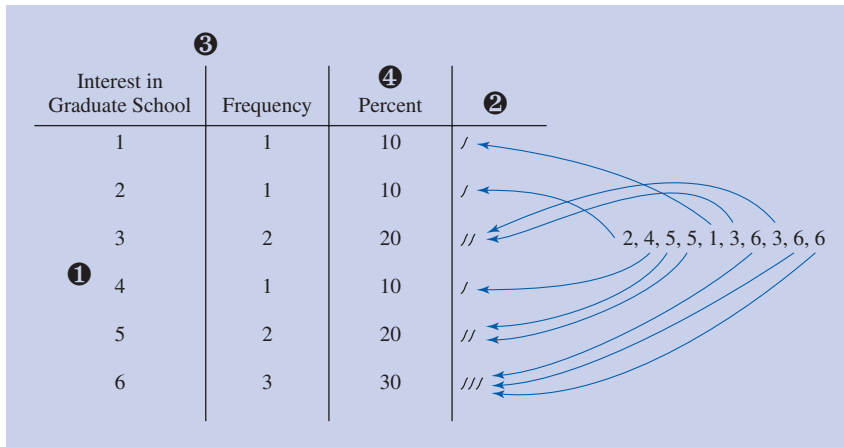 ❸
Interest in ❹
Graduate School Frequency Percent ❷
1 1 10 /
2 1 10 /
3 2 20 //
2, 4, 5, 5, 1, 3, 6, 3, 6, 6
❶ 4 1 10 /
5 2 20 //
6 3 30 ///